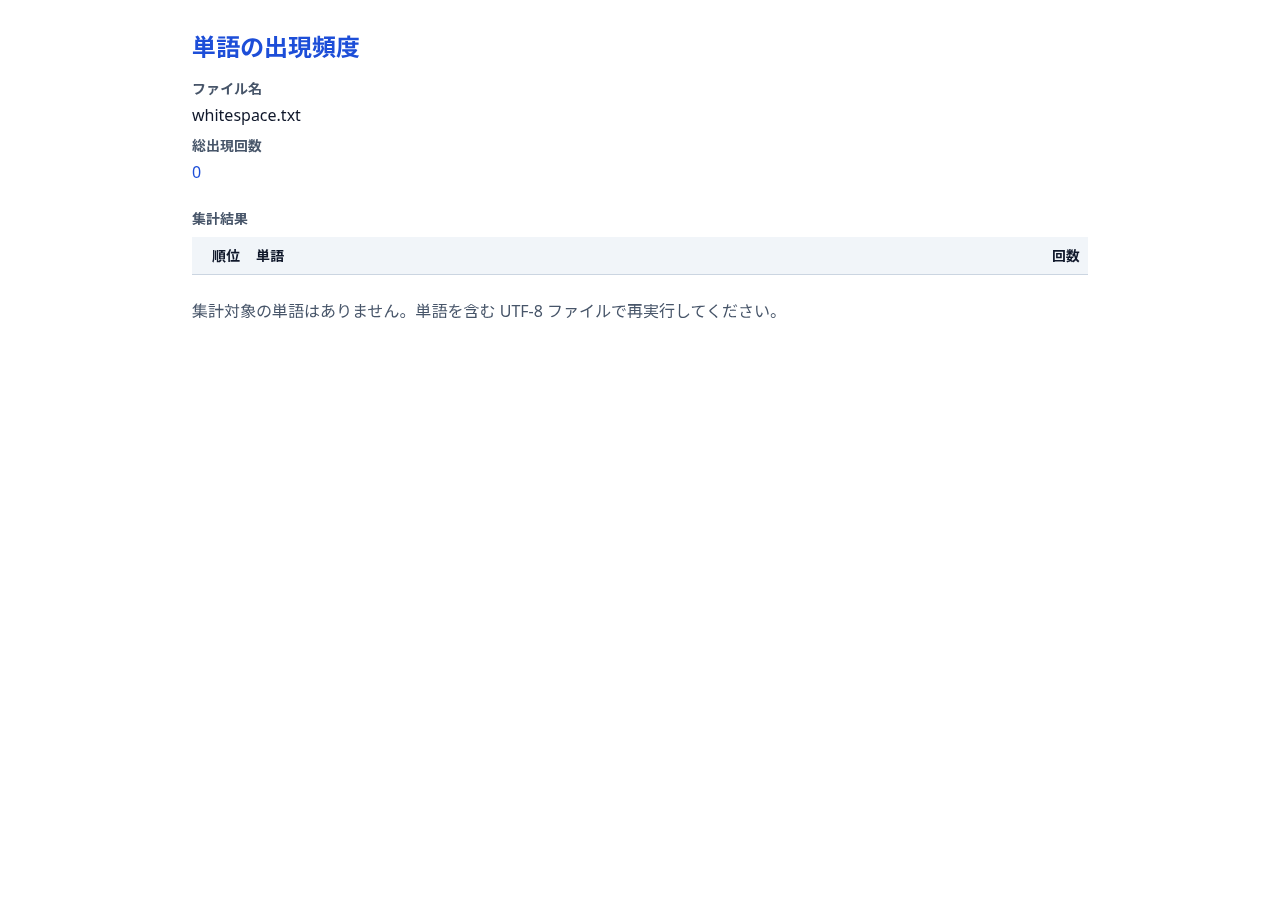 単語の出現頻度
ファイル名
whitespace.txt
総出現回数
0
集計結果
順位 単語 回数
集計対象の単語はありません。単語を含む UTF-8 ファイルで再実行してください。